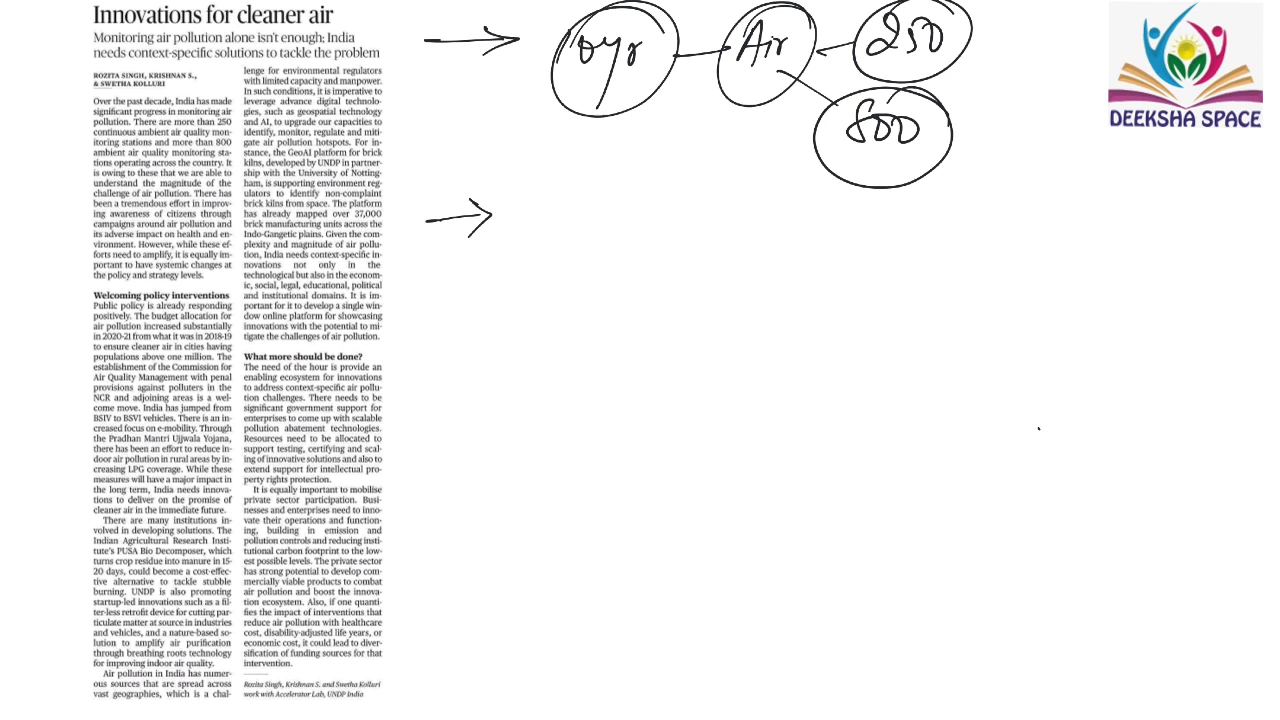 Innovations for cleaner air
Monitoring air pollution alone isn't enough; India
needs context-specific solutions to tackle the problem
ROZITA SINGH, KRISHNAN S.,
& SWETHA KOLLURI
Over the past decade, India has made
significant progress in monitoring air
pollution. There are more than 250
continuous ambient air quality mon-
itoring stations and more than 800
ambient air quality monitoring sta-
tions operating across the country. It
is owing to these that we are able to
understand the magnitude of the
challenge of air pollution. There has
been a tremendous effort in improv-
ing awareness of citizens through
campaigns around air pollution and
its adverse impact on health and en-
vironment. However, while these ef-
forts need to amplify, it is equally im-
portant to have systemic changes at
the policy and strategy levels.
Welcoming policy interventions
Public policy is already responding
positively. The budget allocation for
air pollution increased substantially
in 2020-21 from what it was in 2018-19
to ensure cleaner air in cities having
populations above one million. The
establishment of the Commission for
Air Quality Management with penal
provisions against polluters in the
NCR and adjoining areas is a wel-
come move. India has jumped from
BSIV to BSVI vehicles. There is an in-
creased focus on e-mobility. Through
the Pradhan Mantri Ujjwala Yojana,
there has been an effort to reduce in-
door air pollution in rural areas by in-
creasing LPG coverage. While these
measures will have a major impact in
the long term, India needs innova-
tions to deliver on the promise of
cleaner air in the immediate future.
There are many institutions in-
volved in developing solutions. The
Indian Agricultural Research Insti-
tute's PUSA Bio Decomposer, which
turns crop residue into manure in 15-
20 days, could become a cost-effec-
tive alternative to tackle stubble
burning. UNDP is also promoting
startup-led innovations such as a fil-
ter-less retrofit device for cutting par-
ticulate matter at source in industries
and vehicles, and a nature-based so-
lution to amplify air purification
through breathing roots technology
for improving indoor air quality.
Air pollution in India has numer-
ous sources that are spread across
vast geographies, which is a chal-
lenge for environmental regulators
with limited capacity and manpower.
In such conditions, it is imperative to
leverage advance digital technolo-
gies, such as geospatial technology
and AI, to upgrade our capacities to
identify, monitor, regulate and miti-
gate air pollution hotspots. For in-
stance, the GeoAI platform for brick
kilns, developed by UNDP in partner-
ship with the University of Notting-
ham, is supporting environment reg-
ulators to identify non-complaint
brick kilns from space. The platform
has already mapped over 37,000
brick manufacturing units across the
Indo-Gangetic plains. Given the com-
plexity and magnitude of air pollu-
tion, India needs context-specific in-
novations not only in the
technological but also in the econom-
ic, social, legal, educational, political
and institutional domains. It is im-
portant for it to develop a single win-
dow online platform for showcasing
innovations with the potential to mi-
tigate the challenges of air pollution.
What more should be done?
The need of the hour is provide an
enabling ecosystem for innovations
to address context-specific air pollu-
tion challenges. There needs to be
significant government support for
enterprises to come up with scalable
pollution abatement technologies.
Resources need to be allocated to
support testing, certifying and scal-
ing of innovative solutions and also to
extend support for intellectual pro-
perty rights protection.
It is equally important to mobilise
private sector participation. Busi-
nesses and enterprises need to inno-
vate their operations and function-
ing, building in emission and
pollution controls and reducing insti-
tutional carbon footprint to the low-
est possible levels. The private sector
has strong potential to develop com-
mercially viable products to combat
air pollution and boost the innova-
tion ecosystem. Also, if one quanti-
fies the impact of interventions that
reduce air pollution with healthcare
cost, disability-adjusted life years, or
economic cost, it could lead to diver-
sification of funding sources for that
intervention.
Rozita Singh, Krishnan S. and Swetha Kolluri
work with Accelerator Lab, UNDP India
10yr Air 250
800
DEEKSHA SPACE